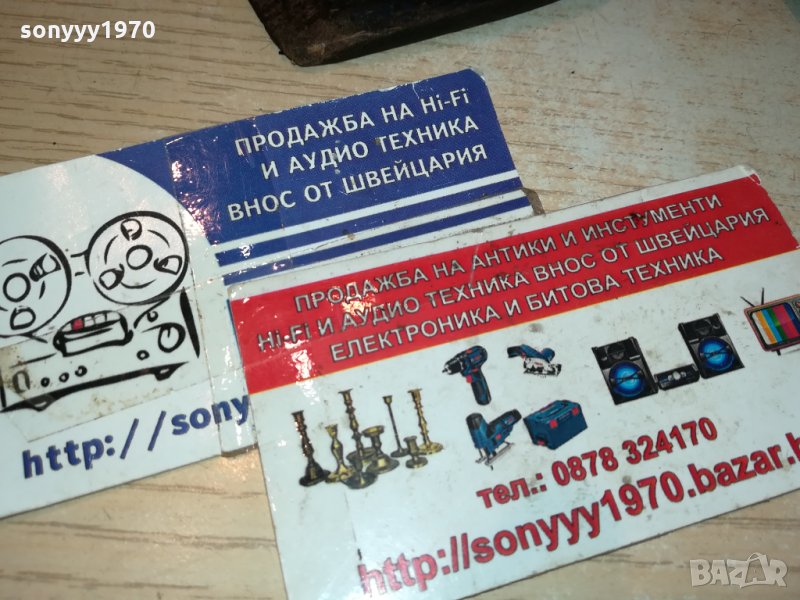 sonyyy1970
ПРОДАЖБА НА Hi-Fi
И АУДИО ТЕХНИКА
ВНОС ОТ ШВЕЙЦАРИЯ
http://sony
ПРОДАЖБА НА АНТИКИ И ИНСТУМЕНТИ
Hi-Fi И АУДИО ТЕХНИКА ВНОС ОТ ШВЕЙЦАРИЯ
ЕЛЕКТРОНИКА И БИТОВА ТЕХНИКА
тел.: 0878 324170
http://sonyyy1970.bazar.b
BAZAR